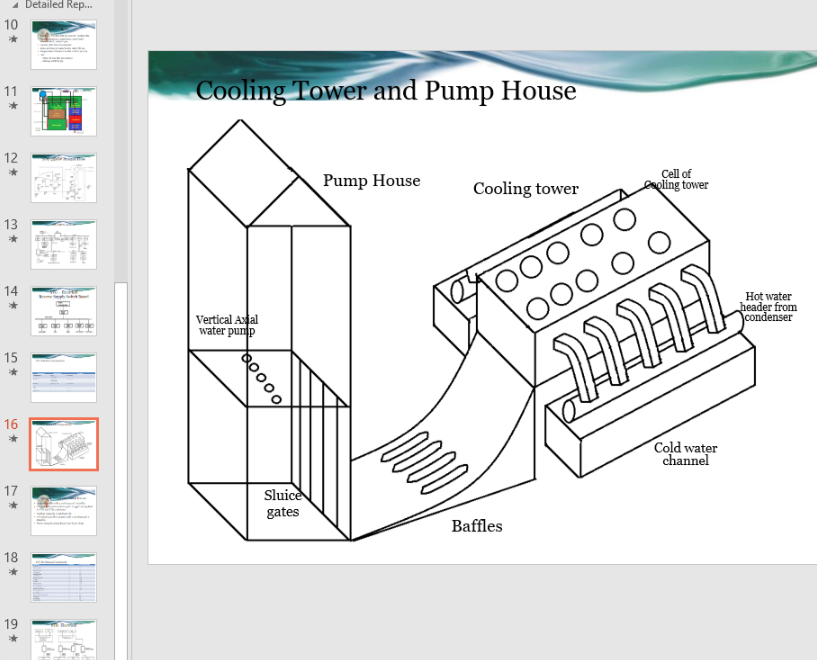 Detailed Rep...
10
11
12
13
14
15
16
17
18
19
Cooling Tower and Pump House
Pump House
Cooling tower
Cell of
Cooling tower
Hot water
header from
condenser
Vertical Axial
water pump
Cold water
channel
Sluice
gates
Baffles